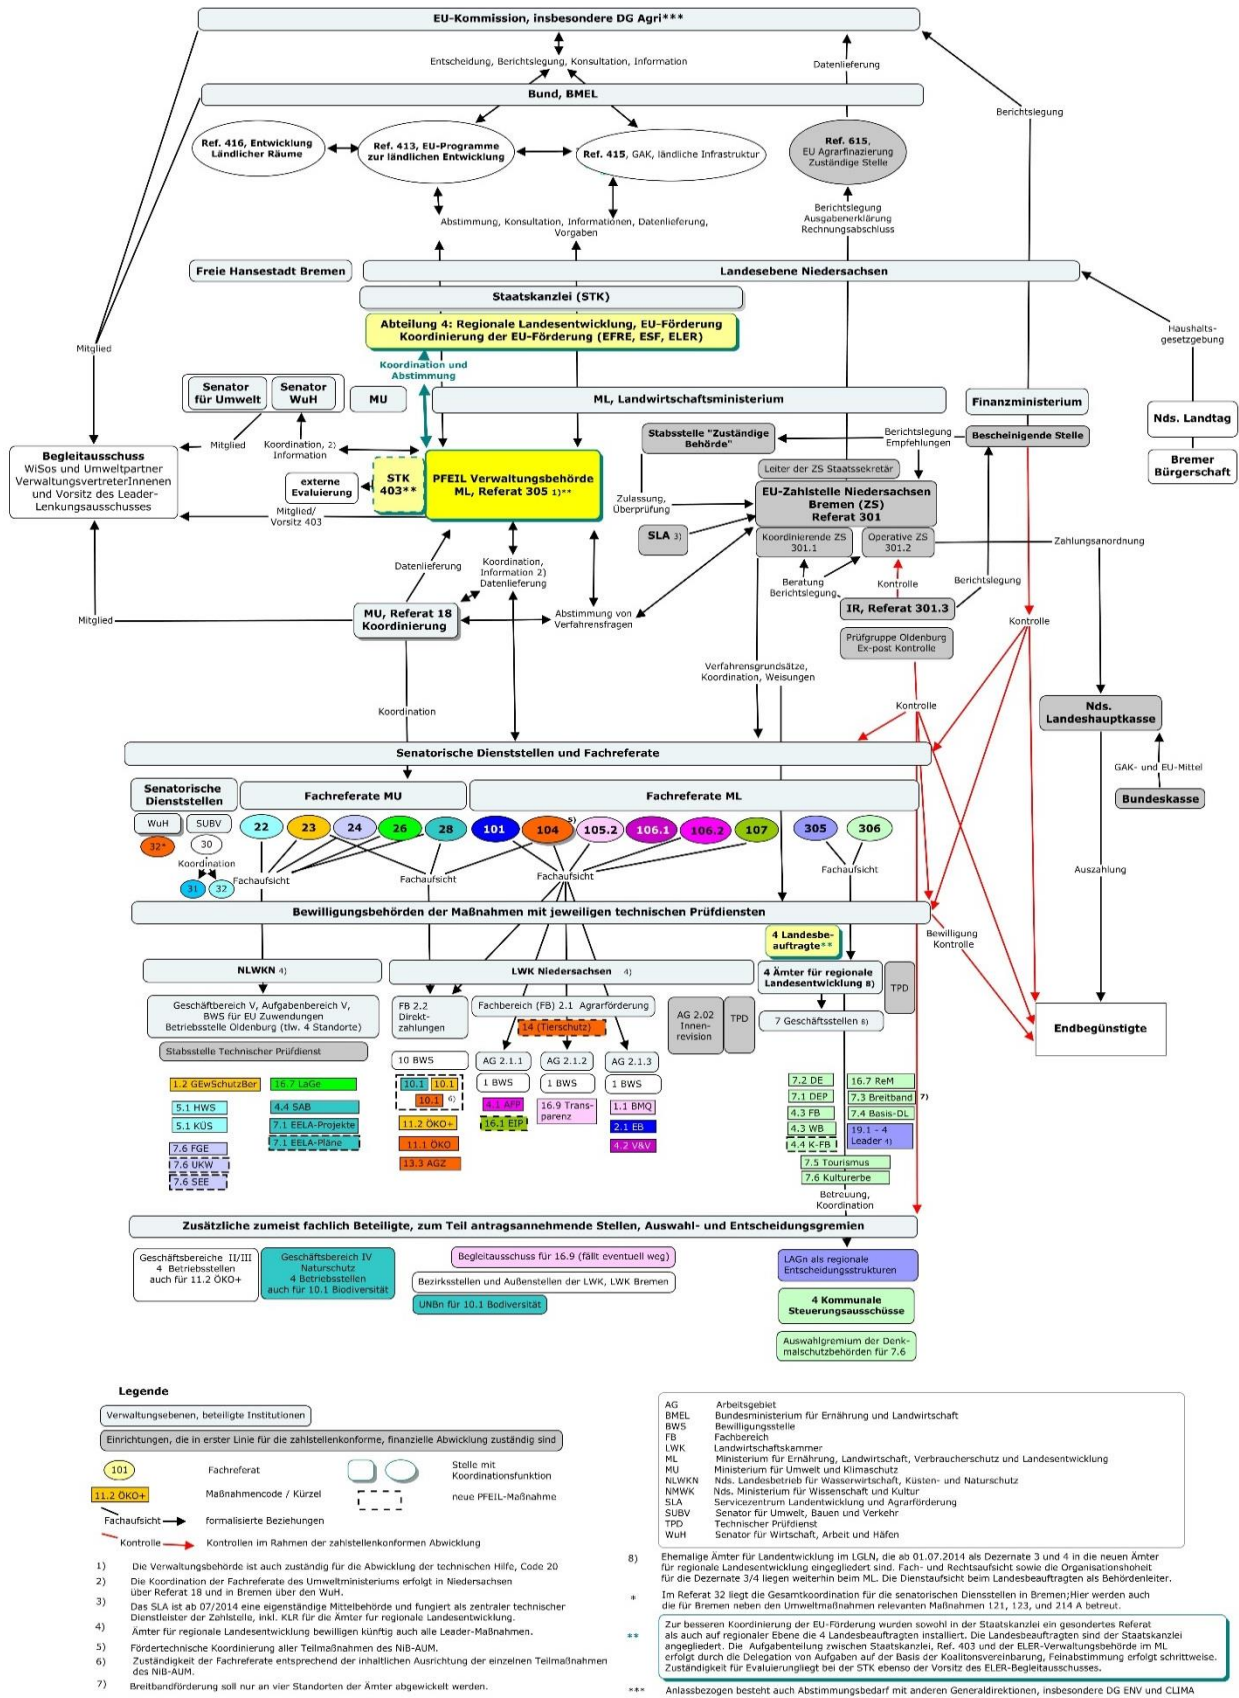 EU-Kommission, insbesondere DG Agri***
Entscheidung, Berichtslegung, Konsultation, Information
Datenlieferung
Berichtslegung
Bund, BMEL
Ref. 416, Entwicklung
Ländlicher Räume
Ref. 413, EU-Programme
zur ländlichen Entwicklung
Ref. 415, GAK, ländliche Infrastruktur
Ref. 615,
EU Agrarfinanzierung
Zuständige Stelle
Abstimmung, Konsultation, Informationen, Datenlieferung,
Vorgaben
Berichtslegung
Ausgabenerklärung
Rechnungsabschluss
Freie Hansestadt Bremen
Landesebene Niedersachsen
Staatskanzlei (STK)
Abteilung 4: Regionale Landesentwicklung, EU-Förderung
Koordinierung der EU-Förderung (EFRE, ESF, ELER)
Haushalts-
gesetzgebung
Mitglied
Koordination und
Abstimmung
Senator
für Umwelt
Senator
WuH
MU
ML, Landwirtschaftsministerium
Finanzministerium
Nds. Landtag
Bremer
Bürgerschaft
Mitglied
Koordination, 2)
Information
Stabsstelle "Zuständige
Behörde"
Berichtslegung
Empfehlungen
Bescheinigende Stelle
Begleitausschuss
WiSos und Umweltpartner
VerwaltungsvertreterInnenen
und Vorsitz des Leader-
Lenkungsausschusses
externe
Evaluierung
STK
403**
PFEIL Verwaltungsbehörde
ML, Referat 305 1)**
Leiter der ZS Staatssekretär
EU-Zahlstelle Niedersachsen
Bremen (ZS)
Referat 301
Zulassung,
Überprüfung
Mitglied/
Vorsitz 403
SLA 3)
Koordinierende ZS
301.1
Operative ZS
301.2
Zahlungsanordnung
Datenlieferung
Koordination,
Information 2)
Datenlieferung
Beratung
Berichtslegung
Kontrolle
Berichtslegung
MU, Referat 18
Koordinierung
Abstimmung von
Verfahrensfragen
IR, Referat 301.3
Mitglied
Kontrolle
Prüfgruppe Oldenburg
Ex-post Kontrolle
Verfahrensgrundsätze,
Koordination, Weisungen
Koordination
Kontrolle
Nds.
Landeshauptkasse
Senatorische Dienststellen und Fachreferate
GAK- und EU-Mittel
Bundeskasse
Senatorische
Dienststellen
Fachreferate MU
Fachreferate ML
WuH
SUBV
32*
30
22
23
24
26
28
101
104
5)
105.2
106.1
106.2
107
305
306
Koordination
31
32
Fachaufsicht
Fachaufsicht
Fachaufsicht
Fachaufsicht
Auszahlung
Bewilligungsbehörden der Maßnahmen mit jeweiligen technischen Prüfdiensten
4 Landesbe-
auftragte**
Bewilligung
Kontrolle
NLWKN 4)
LWK Niedersachsen 4)
4 Ämter für regionale
Landesentwicklung 8)
TPD
Geschäftbereich V, Aufgabenbereich V,
BWS für EU Zuwendungen
Betriebsstelle Oldenburg (tlw. 4 Standorte)
FB 2.2
Direkt-
zahlungen
Fachbereich (FB) 2.1 Agrarförderung
14 (Tierschutz)
AG 2.02
Innen-
revision
TPD
7 Geschäftsstellen 8)
Endbegünstigte
Stabsstelle Technischer Prüfdienst
10 BWS
AG 2.1.1
AG 2.1.2
AG 2.1.3
1 BWS
1 BWS
1 BWS
1.2 GEwSchutzBer
16.7 LaGe
10.1
10.1
10.1
6)
5.1 HWS
4.4 SAB
5.1 KÜS
7.1 EELA-Projekte
7.6 FGE
7.1 EELA-Pläne
7.6 UKW
7.6 SEE
11.2 ÖKO+
11.1 ÖKO
13.3 AGZ
4.1 AFP
16.1 EIP
16.9 Trans-
parenz
1.1 BMQ
2.1 EB
4.2 V&V
7.2 DE
16.7 ReM
7.1 DEP
7.3 Breitband 7)
4.3 FB
7.4 Basis-DL
4.3 WB
19.1 - 4
Leader 4)
4.4 K-FB
7.5 Tourismus
7.6 Kulturerbe
Betreuung,
Koordination
Zusätzliche zumeist fachlich Beteiligte, zum Teil antragsannehmende Stellen, Auswahl- und Entscheidungsgremien
Geschäftsbereiche II/III
4 Betriebsstellen
auch für 11.2 ÖKO+
Geschäftsbereich IV
Naturschutz
4 Betriebsstellen
auch für 10.1 Biodiversität
Begleitausschuss für 16.9 (fällt eventuell weg)
Bezirksstellen und Außenstellen der LWK, LWK Bremen
UNBn für 10.1 Bodiversität
LAGn als regionale
Entscheidungsstrukturen
4 Kommunale
Steuerungsausschüsse
Auswahlgremium der Denk-
malschutzbehörden für 7.6
Legende
Verwaltungsebenen, beteiligte Institutionen
Einrichtungen, die in erster Linie für die zahlstellenkonforme, finanzielle Abwicklung zuständig sind
101
Fachreferat
Stelle mit
Koordinationsfunktion
11.2 ÖKO+
Maßnahmencode / Kürzel
neue PFEIL-Maßnahme
Fachaufsicht
formalisierte Beziehungen
Kontrolle
Kontrollen im Rahmen der zahlstellenkonformen Abwicklung
1) Die Verwaltungsbehörde ist auch zuständig für die Abwicklung der technischen Hilfe, Code 20
2) Die Koordination der Fachreferate des Umweltministeriums erfolgt in Niedersachsen
über Referat 18 und in Bremen über den WuH.
3) Das SLA ist ab 07/2014 eine eigenständige Mittelbehörde und fungiert als zentraler technischer
Dienstleister der Zahlstelle, inkl. KLR für die Ämter fur regionale Landesentwicklung.
4) Ämter für regionale Landesentwicklung bewilligen künftig auch alle Leader-Maßnahmen.
5) Fördertechnische Koordinierung aller Teilmaßnahmen des NiB-AUM.
6) Zuständigkeit der Fachreferate entsprechend der inhaltlichen Ausrichtung der einzelnen Teilmaßnahmen
des NiB-AUM.
7) Breitbandförderung soll nur an vier Standorten der Ämter abgewickelt werden.
AG Arbeitsgebiet
BMEL Bundesministerium für Ernährung und Landwirtschaft
BWS Bewilligungsstelle
FB Fachbereich
LWK Landwirtschaftskammer
ML Ministerium für Ernährung, Landwirtschaft, Verbraucherschutz und Landesentwicklung
MU Ministerium für Umwelt und Klimaschutz
NLWKN Nds. Landesbetrieb für Wasserwirtschaft, Küsten- und Naturschutz
NMWK Nds. Ministerium für Wissenschaft und Kultur
SLA Servicezentrum Landentwicklung und Agrarförderung
SUBV Senator für Umwelt, Bauen und Verkehr
TPD Technischer Prüfdienst
WuH Senator für Wirtschaft, Arbeit und Häfen
8) Ehemalige Ämter für Landentwicklung im LGLN, die ab 01.07.2014 als Dezernate 3 und 4 in die neuen Ämter
für regionale Landesentwicklung eingegliedert sind. Fach- und Rechtsaufsicht sowie die Organisationshoheit
für die Dezernate 3/4 liegen weiterhin beim ML. Die Dienstaufsicht beim Landesbeauftragten als Behördenleiter.
* Im Referat 32 liegt die Gesamtkoordination für die senatorischen Diensstellen in Bremen;Hier werden auch
die für Bremen neben den Umweltmaßnahmen relevanten Maßnahmen 121, 123, und 214 A betreut.
** Zur besseren Koordinierung der EU-Förderung wurden sowohl in der Staatskanzlei ein gesondertes Referat
als auch auf regionaler Ebene die 4 Landesbeauftragten installiert. Die Landesbeauftragten sind der Staatskanzlei
angegliedert. Die Aufgabenteilung zwischen Staatskanzlei, Ref. 403 und der ELER-Verwaltungsbehörde im ML
erfolgt durch die Delegation von Aufgaben auf der Basis der Koalitonsvereinbarung, Feinabstimmung erfolgt schrittweise.
Zuständigkeit für Evaluierungliegt bei der STK ebenso der Vorsitz des ELER-Begleitausschusses.
*** Anlassbezogen besteht auch Abstimmungsbedarf mit anderen Generaldirektionen, insbesondere DG ENV und CLIMA